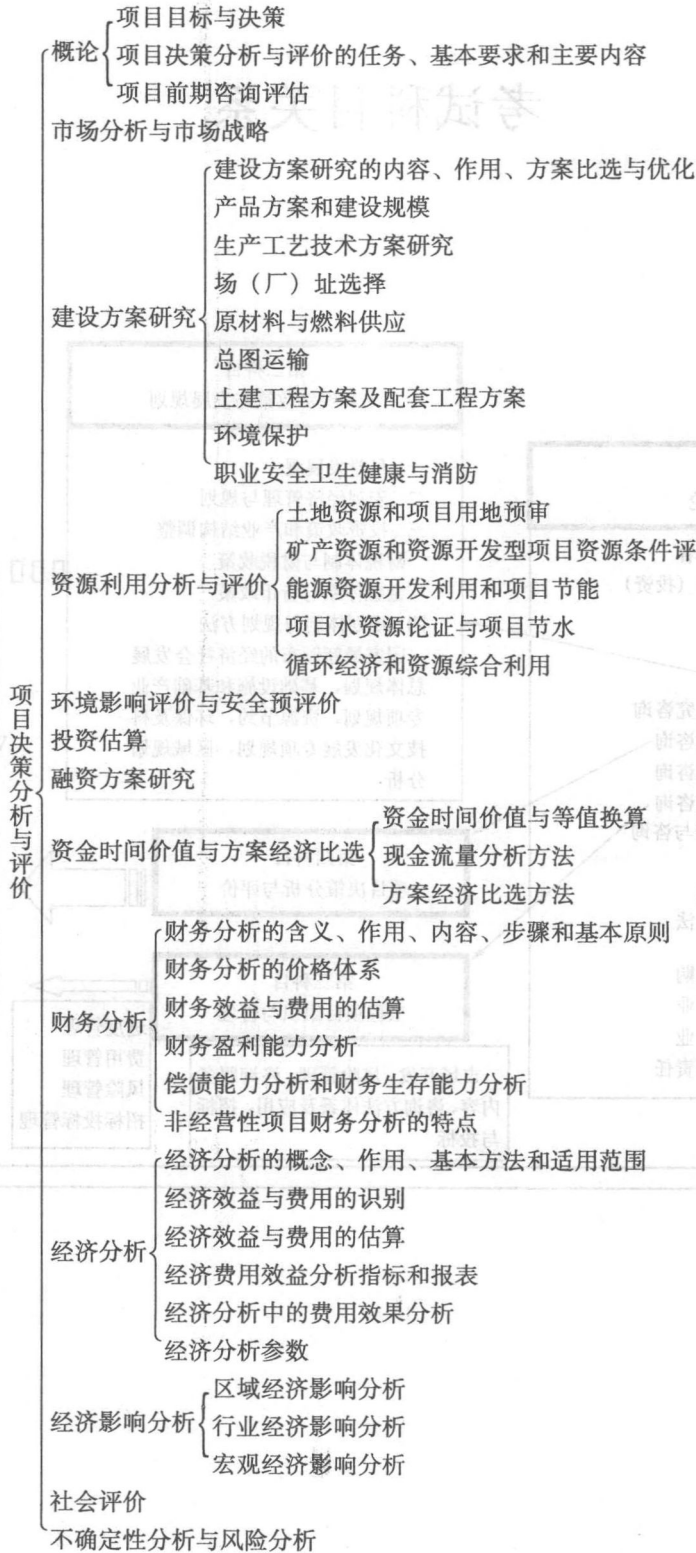 概论
项目目标与决策
项目决策分析与评价的任务、基本要求和主要内容
项目前期咨询评估
市场分析与市场战略
建设方案研究
建设方案研究的内容、作用、方案比选与优化
产品方案和建设规模
生产工艺技术方案研究
场（厂）址选择
原材料与燃料供应
总图运输
土建工程方案及配套工程方案
环境保护
职业安全卫生健康与消防
资源利用分析与评价
土地资源和项目用地预审
矿产资源和资源开发型项目资源条件评
能源资源开发利用和项目节能
项目水资源论证与项目节水
循环经济和资源综合利用
项目决策分析与评价
环境影响评价与安全预评价
投资估算
融资方案研究
资金时间价值与方案经济比选
资金时间价值与等值换算
现金流量分析方法
方案经济比选方法
财务分析
财务分析的含义、作用、内容、步骤和基本原则
财务分析的价格体系
财务效益与费用的估算
财务盈利能力分析
偿债能力分析和财务生存能力分析
非经营性项目财务分析的特点
经济分析
经济分析的概念、作用、基本方法和适用范围
经济效益与费用的识别
经济效益与费用的估算
经济费用效益分析指标和报表
经济分析中的费用效果分析
经济分析参数
经济影响分析
区域经济影响分析
行业经济影响分析
宏观经济影响分析
社会评价
不确定性分析与风险分析